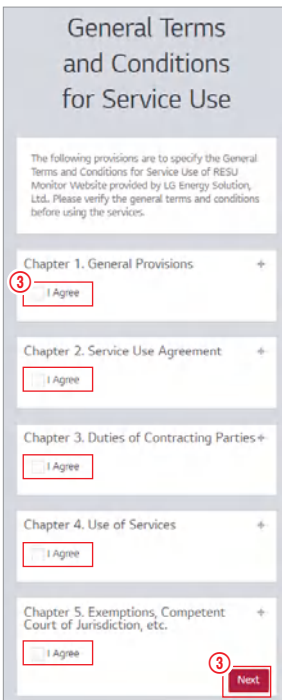 General Terms
and Conditions
for Service Use
The following provisions are to specify the General
Terms and Conditions for Service Use of RESU
Monitor Website provided by LG Energy Solution,
Ltd. Please verify the general terms and conditions
before using the services.
Chapter 1. General Provisions +
③
I Agree
Chapter 2. Service Use Agreement +
I Agree
Chapter 3. Duties of Contracting Parties +
I Agree
Chapter 4. Use of Services +
I Agree
Chapter 5. Exemptions, Competent +
Court of Jurisdiction, etc.
I Agree
③
Next